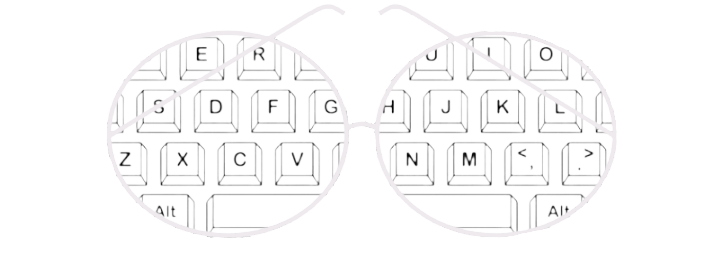 E R U I O
S D F G H J K L
Z X C V N M < , > .
Alt Alt